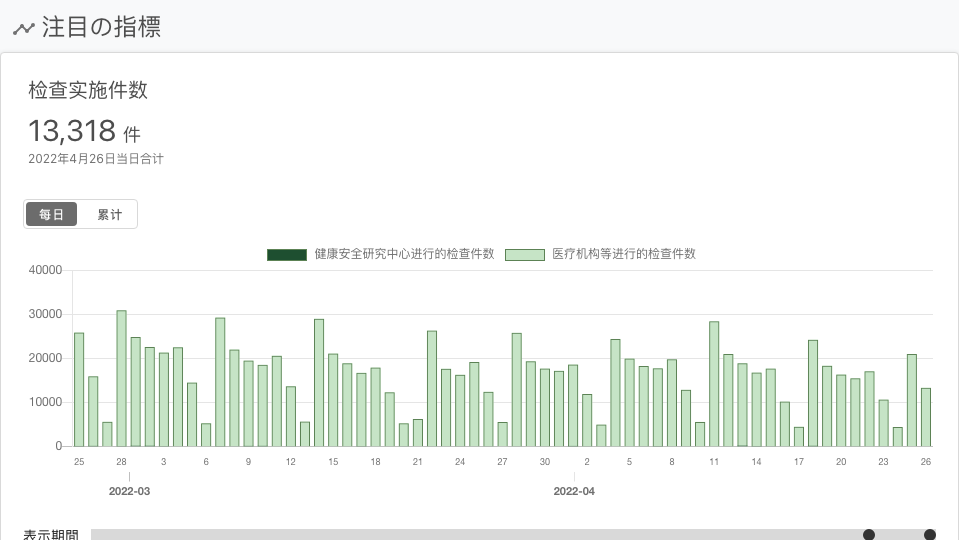 注目の指標
检查实施件数
13,318 件
2022年4月26日当日合计
每日 累计
健康安全研究中心进行的检查件数 医疗机构等进行的检查件数
40000
30000
20000
10000
0
25 28 3 6 9 12 15 18 21 24 27 30 2 5 8 11 14 17 20 23 26
2022-03 2022-04
表示期間